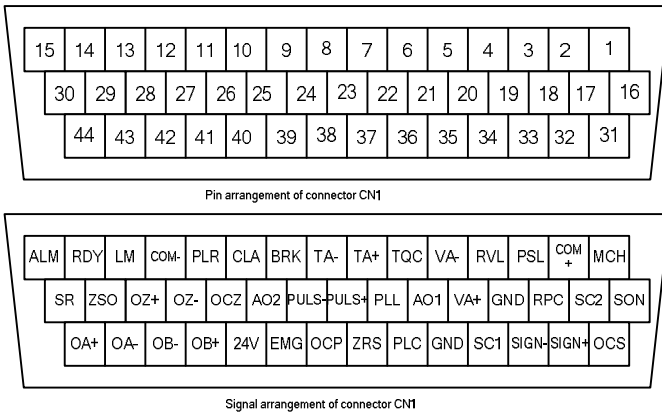 15 14 13 12 11 10 9 8 7 6 5 4 3 2 1
30 29 28 27 26 25 24 23 22 21 20 19 18 17 16
44 43 42 41 40 39 38 37 36 35 34 33 32 31
Pin arrangement of connector CN1
ALM RDY LM COM- PLR CLA BRK TA- TA+ TQC VA- RVL PSL COM + MCH
SR ZSO OZ+ OZ- OCZ AO2 PULS- PULS+ PLL AO1 VA+ GND RPC SC2 SON
OA+ OA- OB- OB+ 24V EMG OCP ZRS PLC GND SC1 SIGN- SIGN+ OCS
Signal arrangement of connector CN1